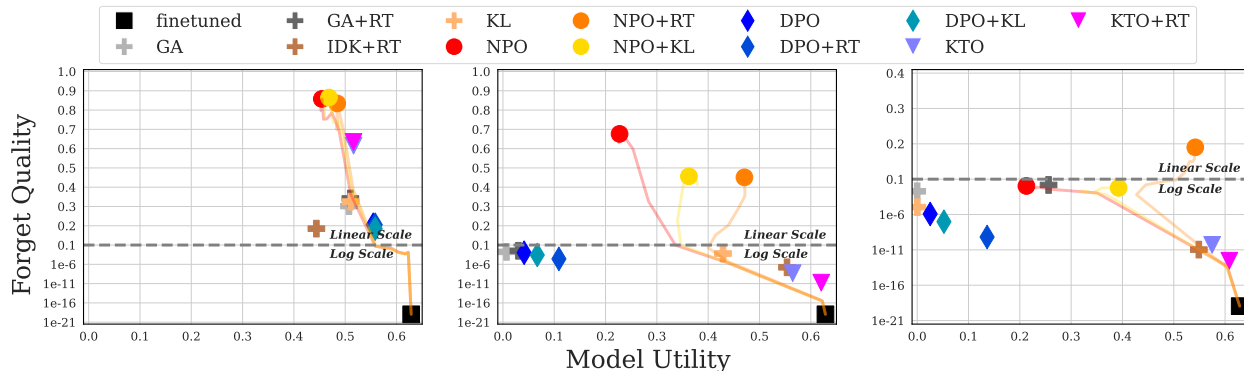 finetuned GA+RT KL NPO+RT DPO DPO+KL KTO+RT
GA IDK+RT NPO NPO+KL DPO+RT KTO
Forget Quality
1.0
0.9
0.8
0.7
0.6
0.5
0.4
0.3
0.2
0.1
1e-6
1e-11
1e-16
1e-21
Linear Scale
Log Scale
0.0 0.1 0.2 0.3 0.4 0.5 0.6
1.0
0.9
0.8
0.7
0.6
0.5
0.4
0.3
0.2
0.1
1e-6
1e-11
1e-16
1e-21
Linear Scale
Log Scale
0.0 0.1 0.2 0.3 0.4 0.5 0.6
0.4
0.3
0.2
0.1
1e-6
1e-11
1e-16
1e-21
Linear Scale
Log Scale
0.0 0.1 0.2 0.3 0.4 0.5 0.6
Model Utility